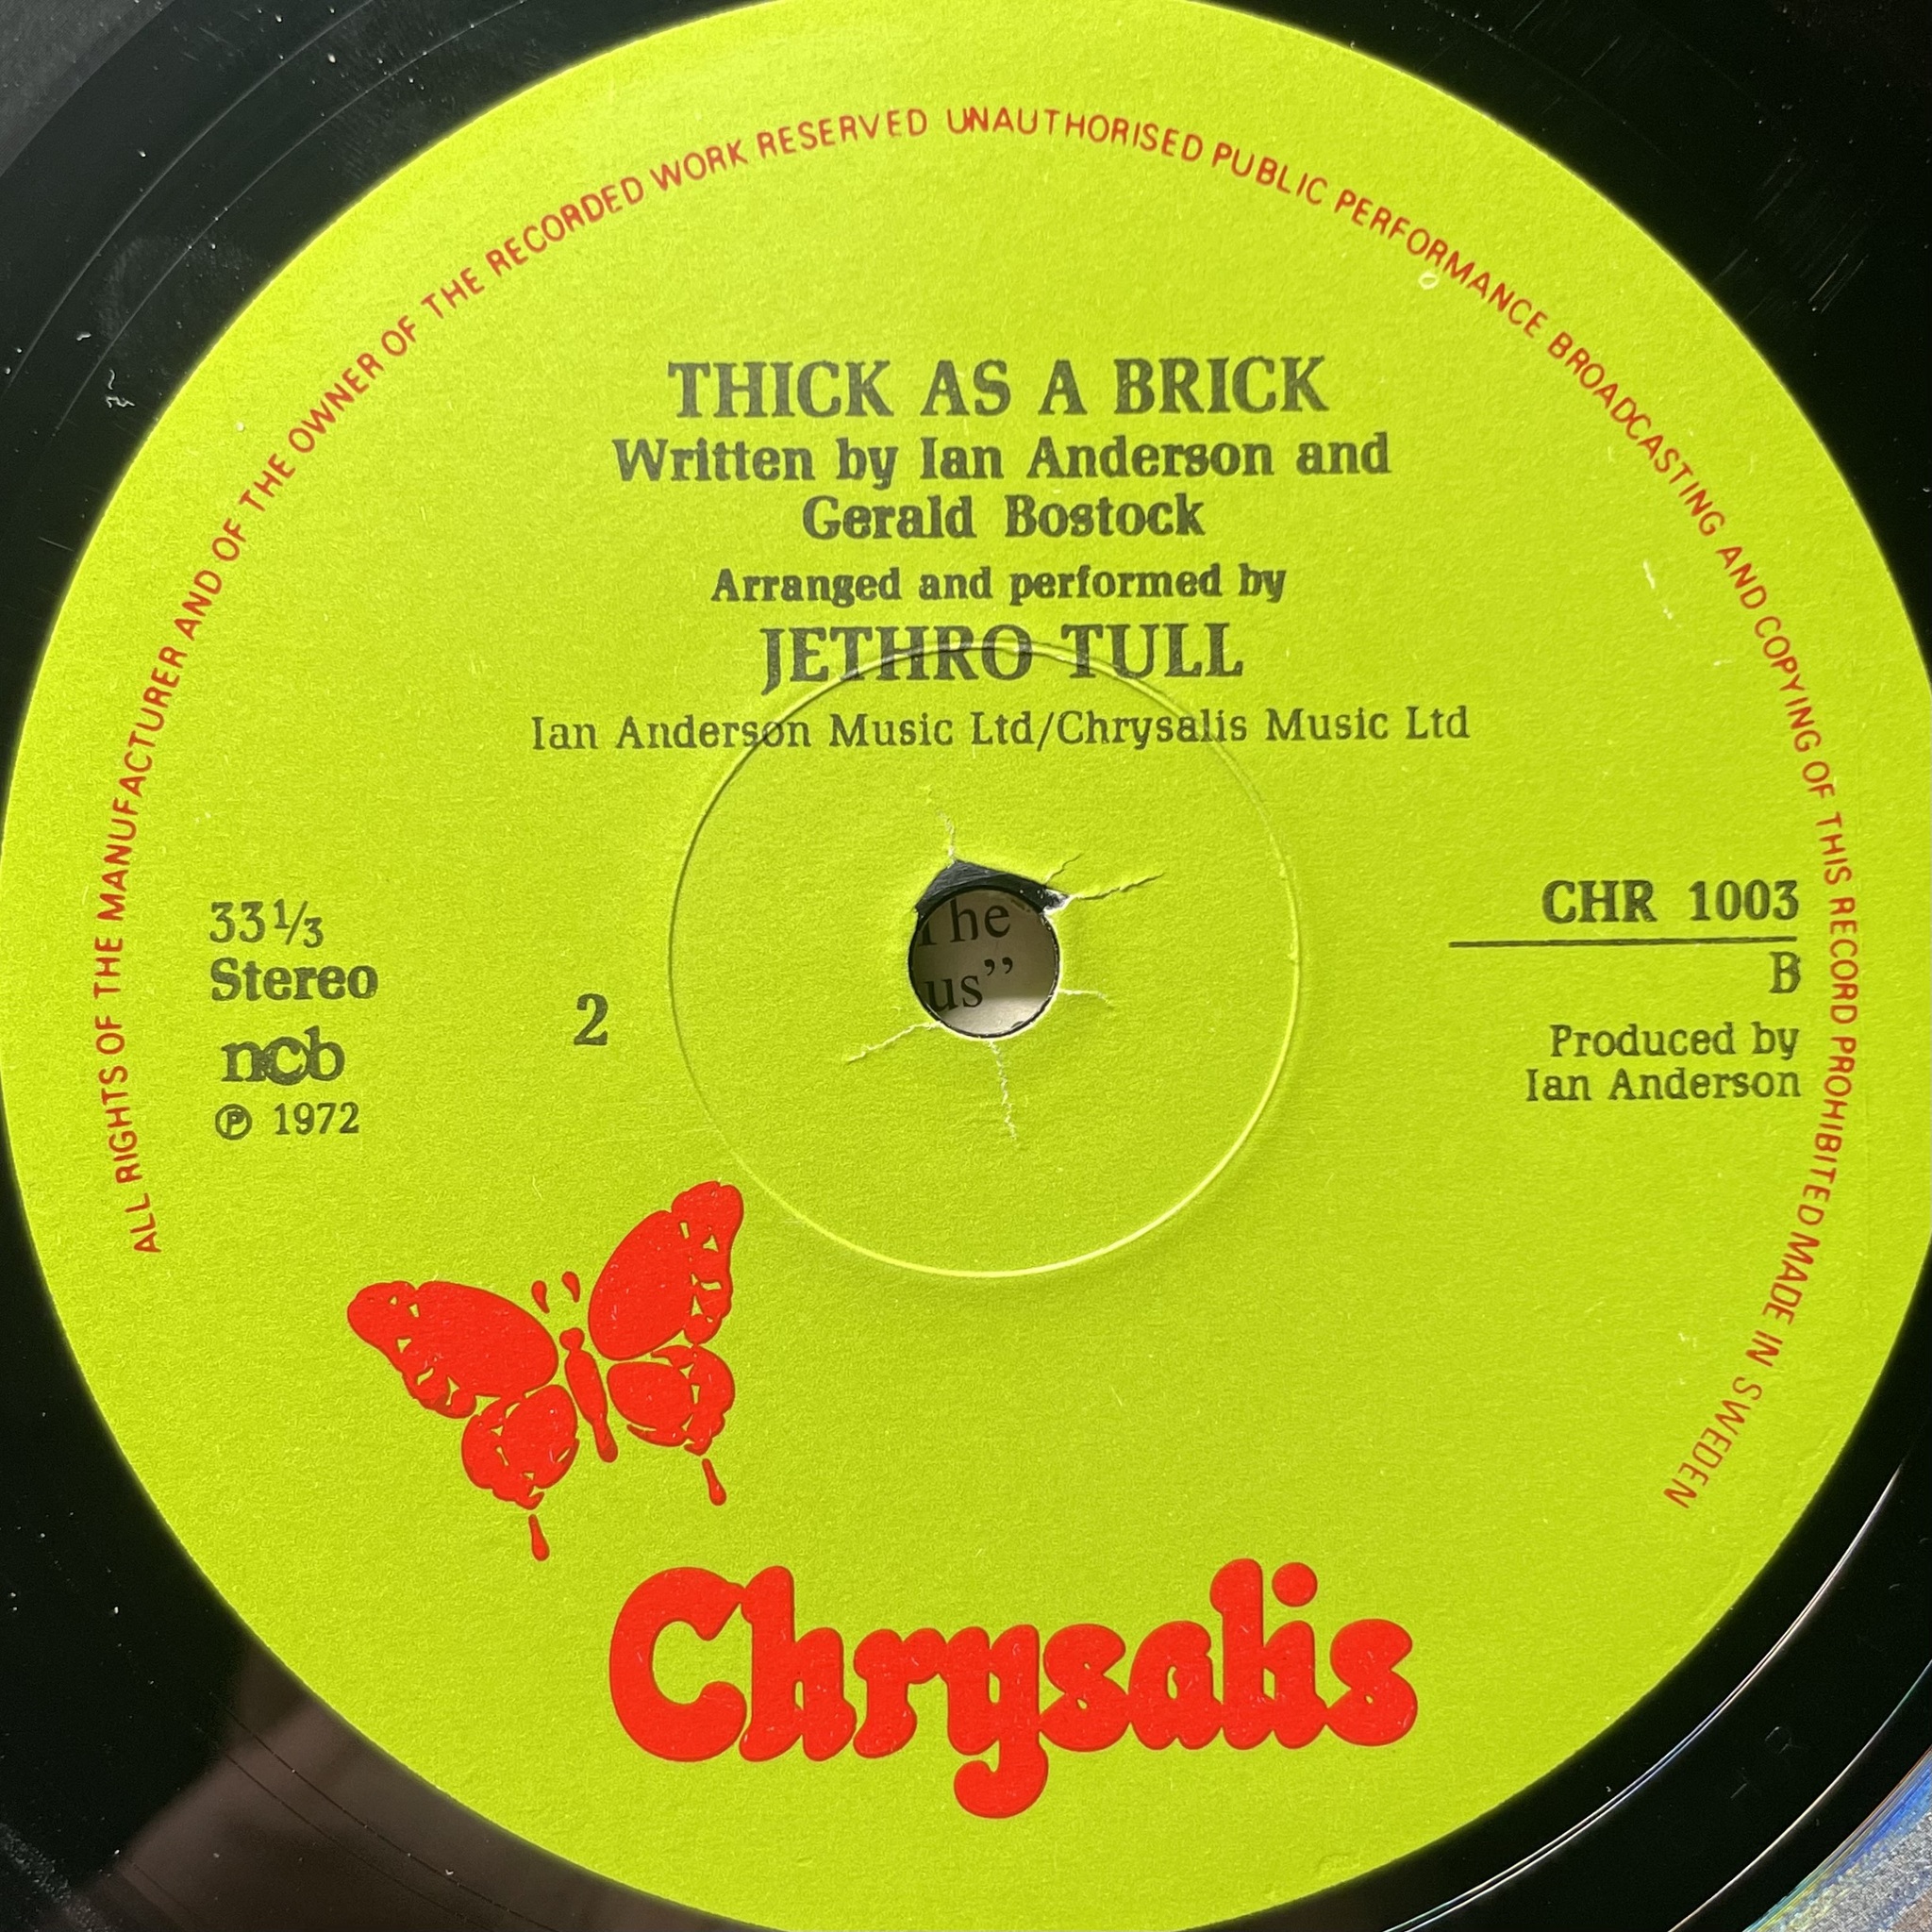 ALL RIGHTS OF THE MANUFACTURER AND OF THE OWNER OF THE RECORDED WORK RESERVED UNAUTHORISED PUBLIC PERFORMANCE BROADCASTING AND COPYING OF THIS RECORD PROHIBITED MADE IN SWEDEN
THICK AS A BRICK
Written by Ian Anderson and
Gerald Bostock
Arranged and performed by
JETHRO TULL
Ian Anderson Music Ltd/Chrysalis Music Ltd
33⅓
Stereo
ncb
℗ 1972
2
The
us”
CHR 1003
B
Produced by
Ian Anderson
Chrysalis